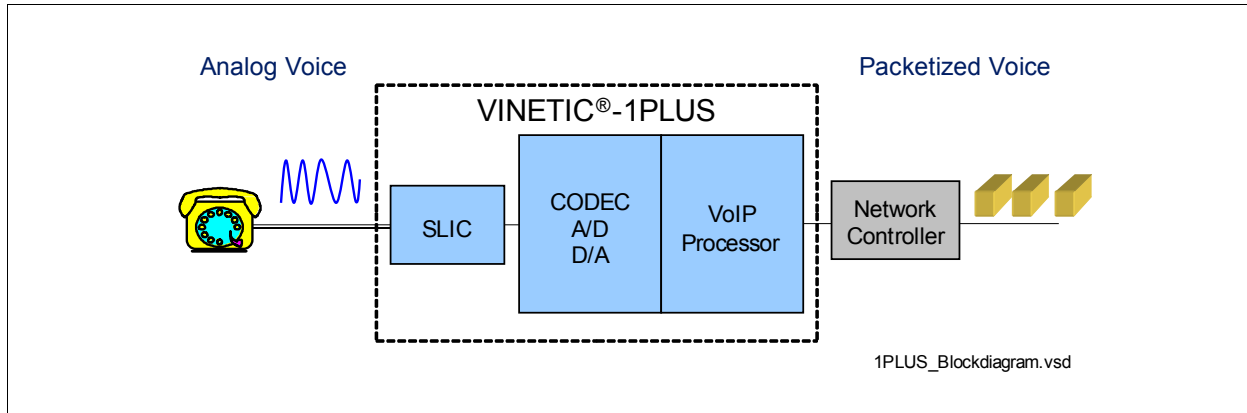 Analog Voice
Packetized Voice
VINETIC®-1PLUS
SLIC
CODEC
A/D
D/A
VoIP
Processor
Network
Controller
1PLUS_Blockdiagram.vsd